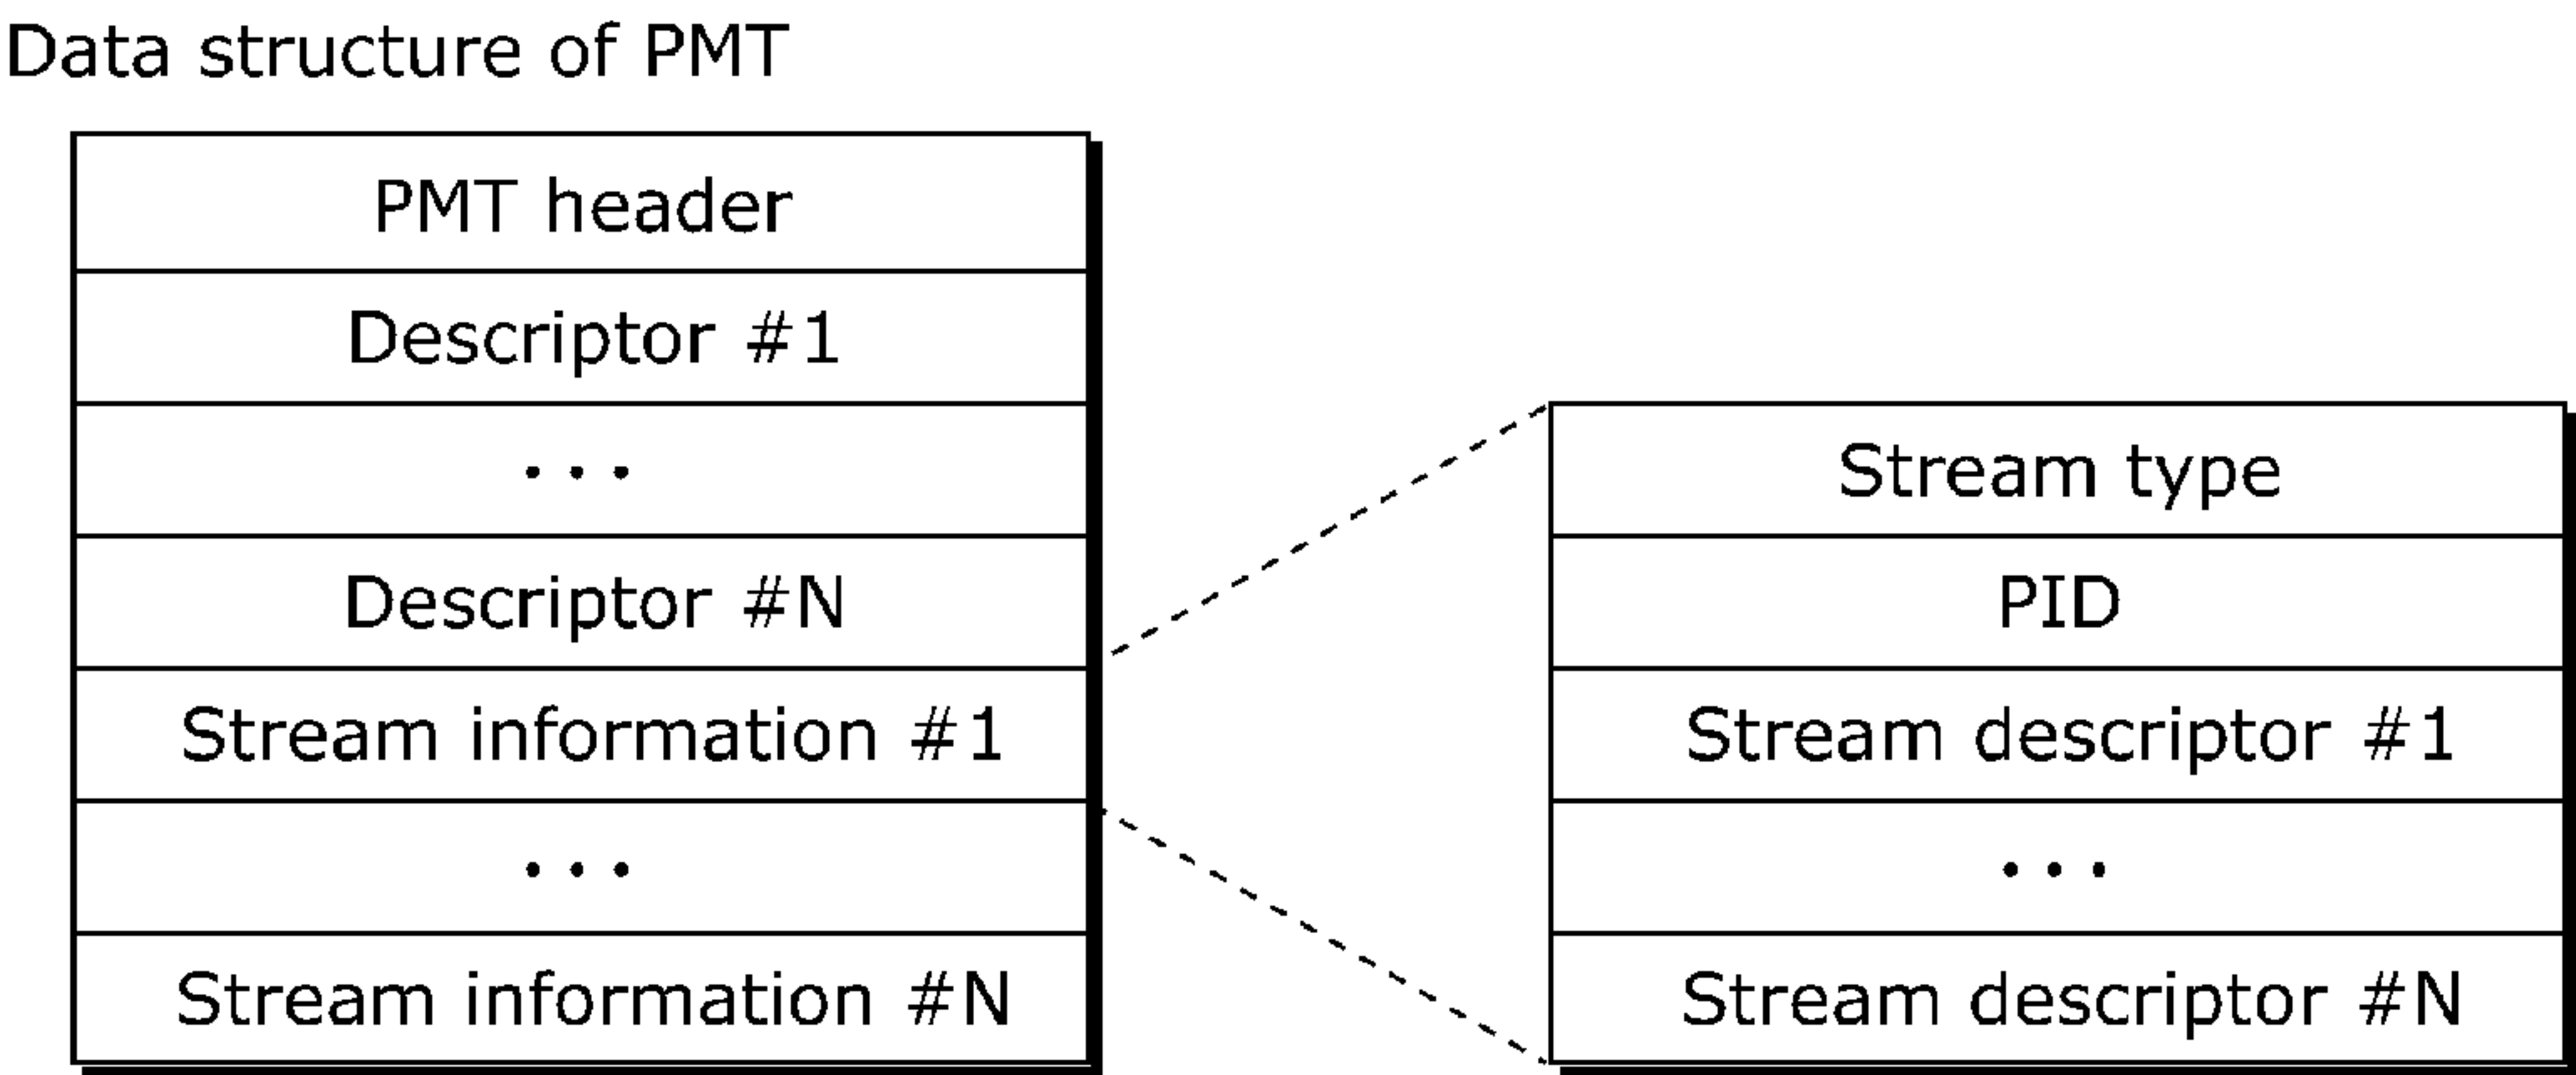 Data structure of PMT
PMT header
Descriptor #1
...
Descriptor #N
Stream information #1
...
Stream information #N
Stream type
PID
Stream descriptor #1
...
Stream descriptor #N